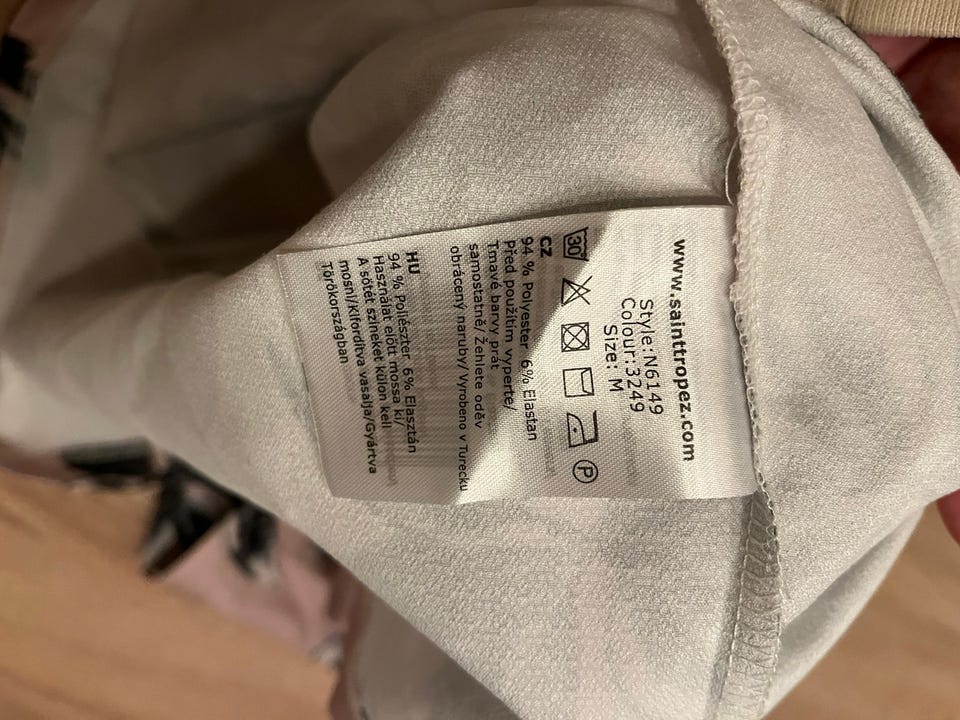 www.sainttropez.com
Style:N6149
Colour:3249
Size: M
30
P
CZ
94 % Polyester 6% Elastan
Před použitím vyperte/
Tmavé barvy prát
samostatně/ Žehlete oděv
obrácený naruby/ Vyrobeno v Turecku
HU
94 % Poliészter 6% Elasztán
Használat előtt mossa ki/
A sötét színeket külön kell
mosni/Kifordítva vasalja/Gyártva
Törökországban